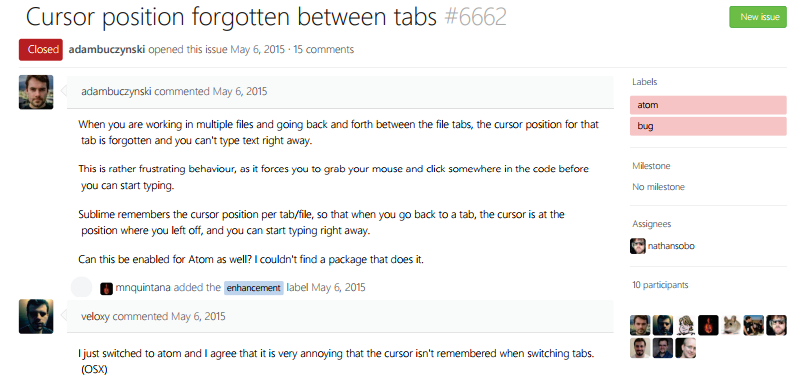 Cursor position forgotten between tabs #6662
New issue
Closed adambuczynski opened this issue May 6, 2015 · 15 comments
adambuczynski commented May 6, 2015
When you are working in multiple files and going back and forth between the file tabs, the cursor position for that
tab is forgotten and you can't type text right away.
This is rather frustrating behaviour, as it forces you to grab your mouse and click somewhere in the code before
you can start typing.
Sublime remembers the cursor position per tab/file, so that when you go back to a tab, the cursor is at the
position where you left off, and you can start typing right away.
Can this be enabled for Atom as well? I couldn't find a package that does it.
mnquintana added the enhancement label May 6, 2015
veloxy commented May 6, 2015
I just switched to atom and I agree that it is very annoying that the cursor isn't remembered when switching tabs.
(OSX)
Labels
atom
bug
Milestone
No milestone
Assignees
nathansobo
10 participants